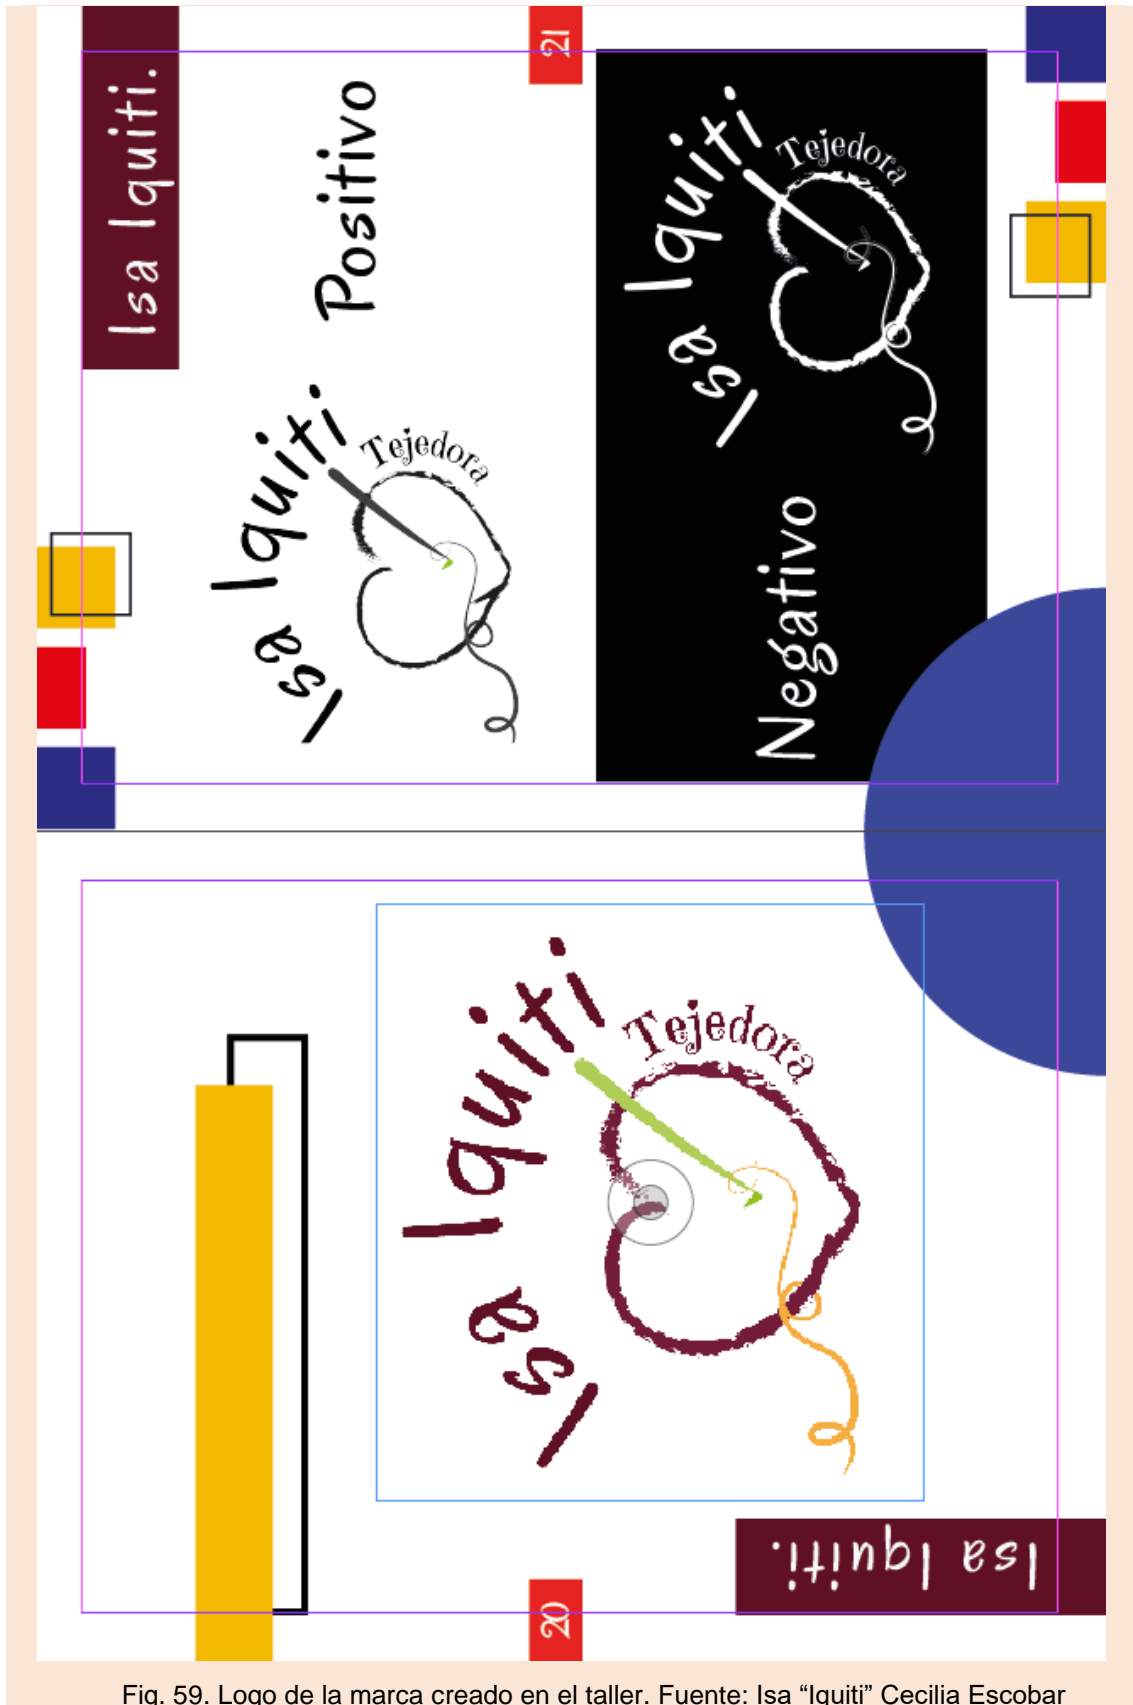 Isa Iquiti.
21
Positivo
Isa Iquiti
Tejedora
Isa Iquiti
Tejedora
Negativo
Isa Iquiti
Tejedora
Isa Iquiti.
20
Fig. 59. Logo de la marca creado en el taller. Fuente: Isa “Iquiti” Cecilia Escobar